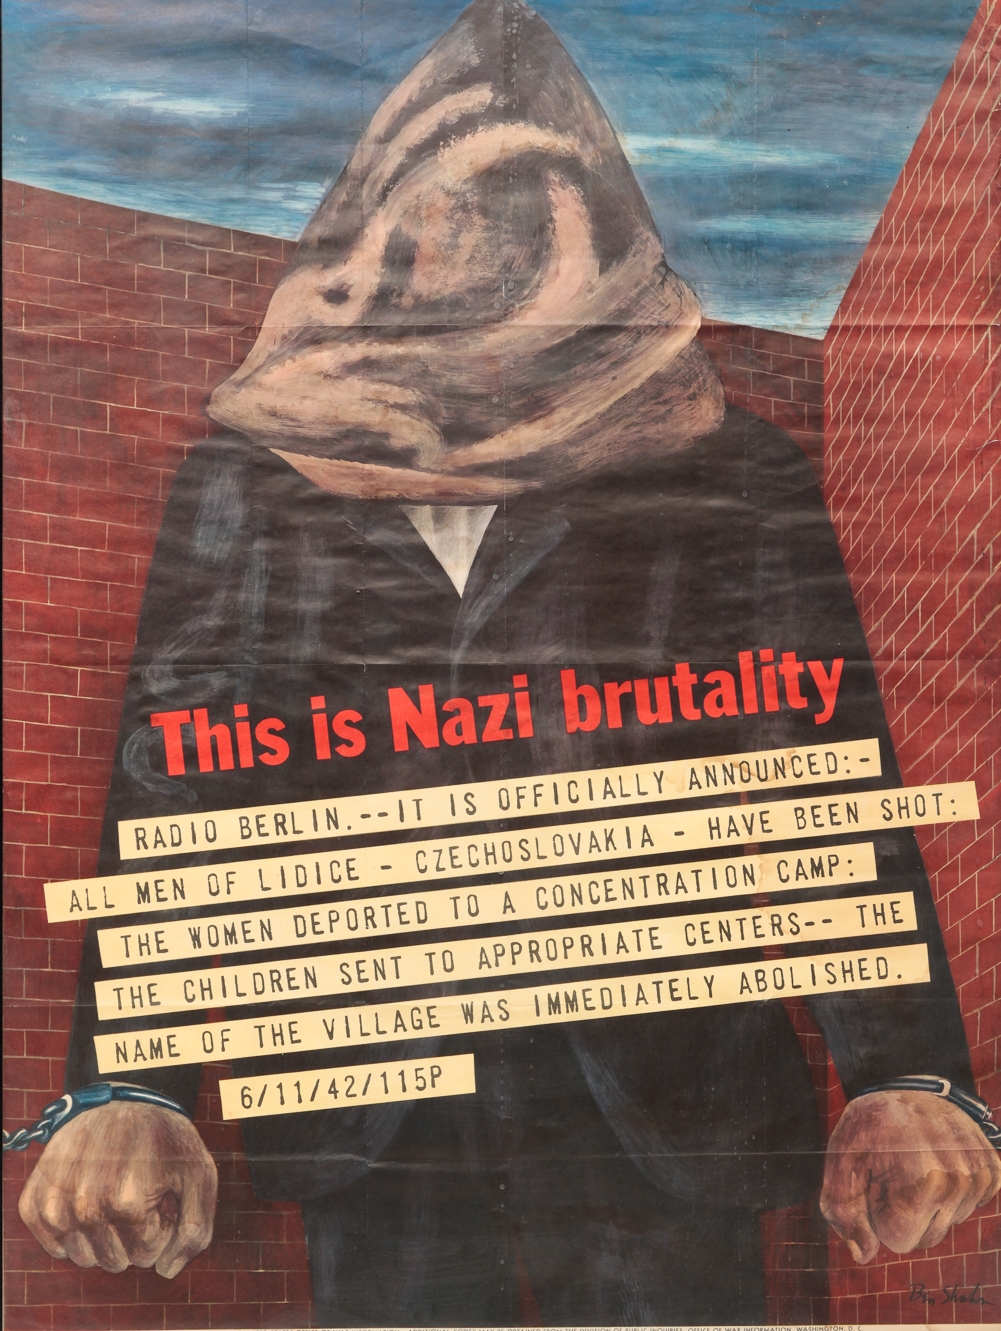 This is Nazi brutality
RADIO BERLIN.--IT IS OFFICIALLY ANNOUNCED:-
ALL MEN OF LIDICE - CZECHOSLOVAKIA - HAVE BEEN SHOT:
THE WOMEN DEPORTED TO A CONCENTRATION CAMP:
THE CHILDREN SENT TO APPROPRIATE CENTERS-- THE
NAME OF THE VILLAGE WAS IMMEDIATELY ABOLISHED.
6/11/42/115P
Ben Shahn
ADDITIONAL COPIES MAY BE OBTAINED FROM THE DIVISION OF PUBLIC INQUIRIES, OFFICE OF WAR INFORMATION, WASHINGTON, D. C.